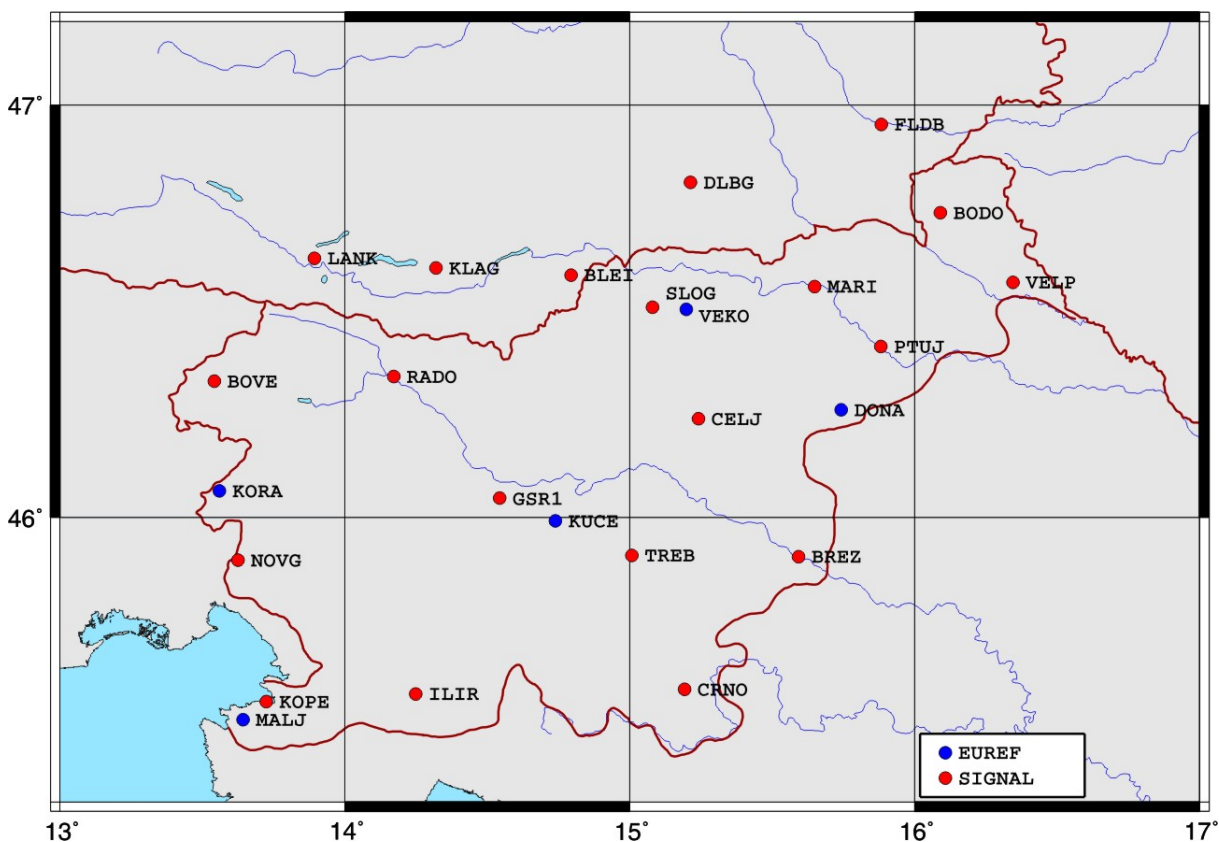 47°
FLDB
DLBG
BODO
LANK
KLAG
BLEI
VELP
MARI
SLOG
VEKO
PTUJ
RADO
BOVE
DONA
CELJ
KORA
GSR1
46°
KUCE
TREB
BREZ
NOVG
CRNO
ILIR
KOPE
MALJ
EUREF
SIGNAL
13° 14° 15° 16° 17°